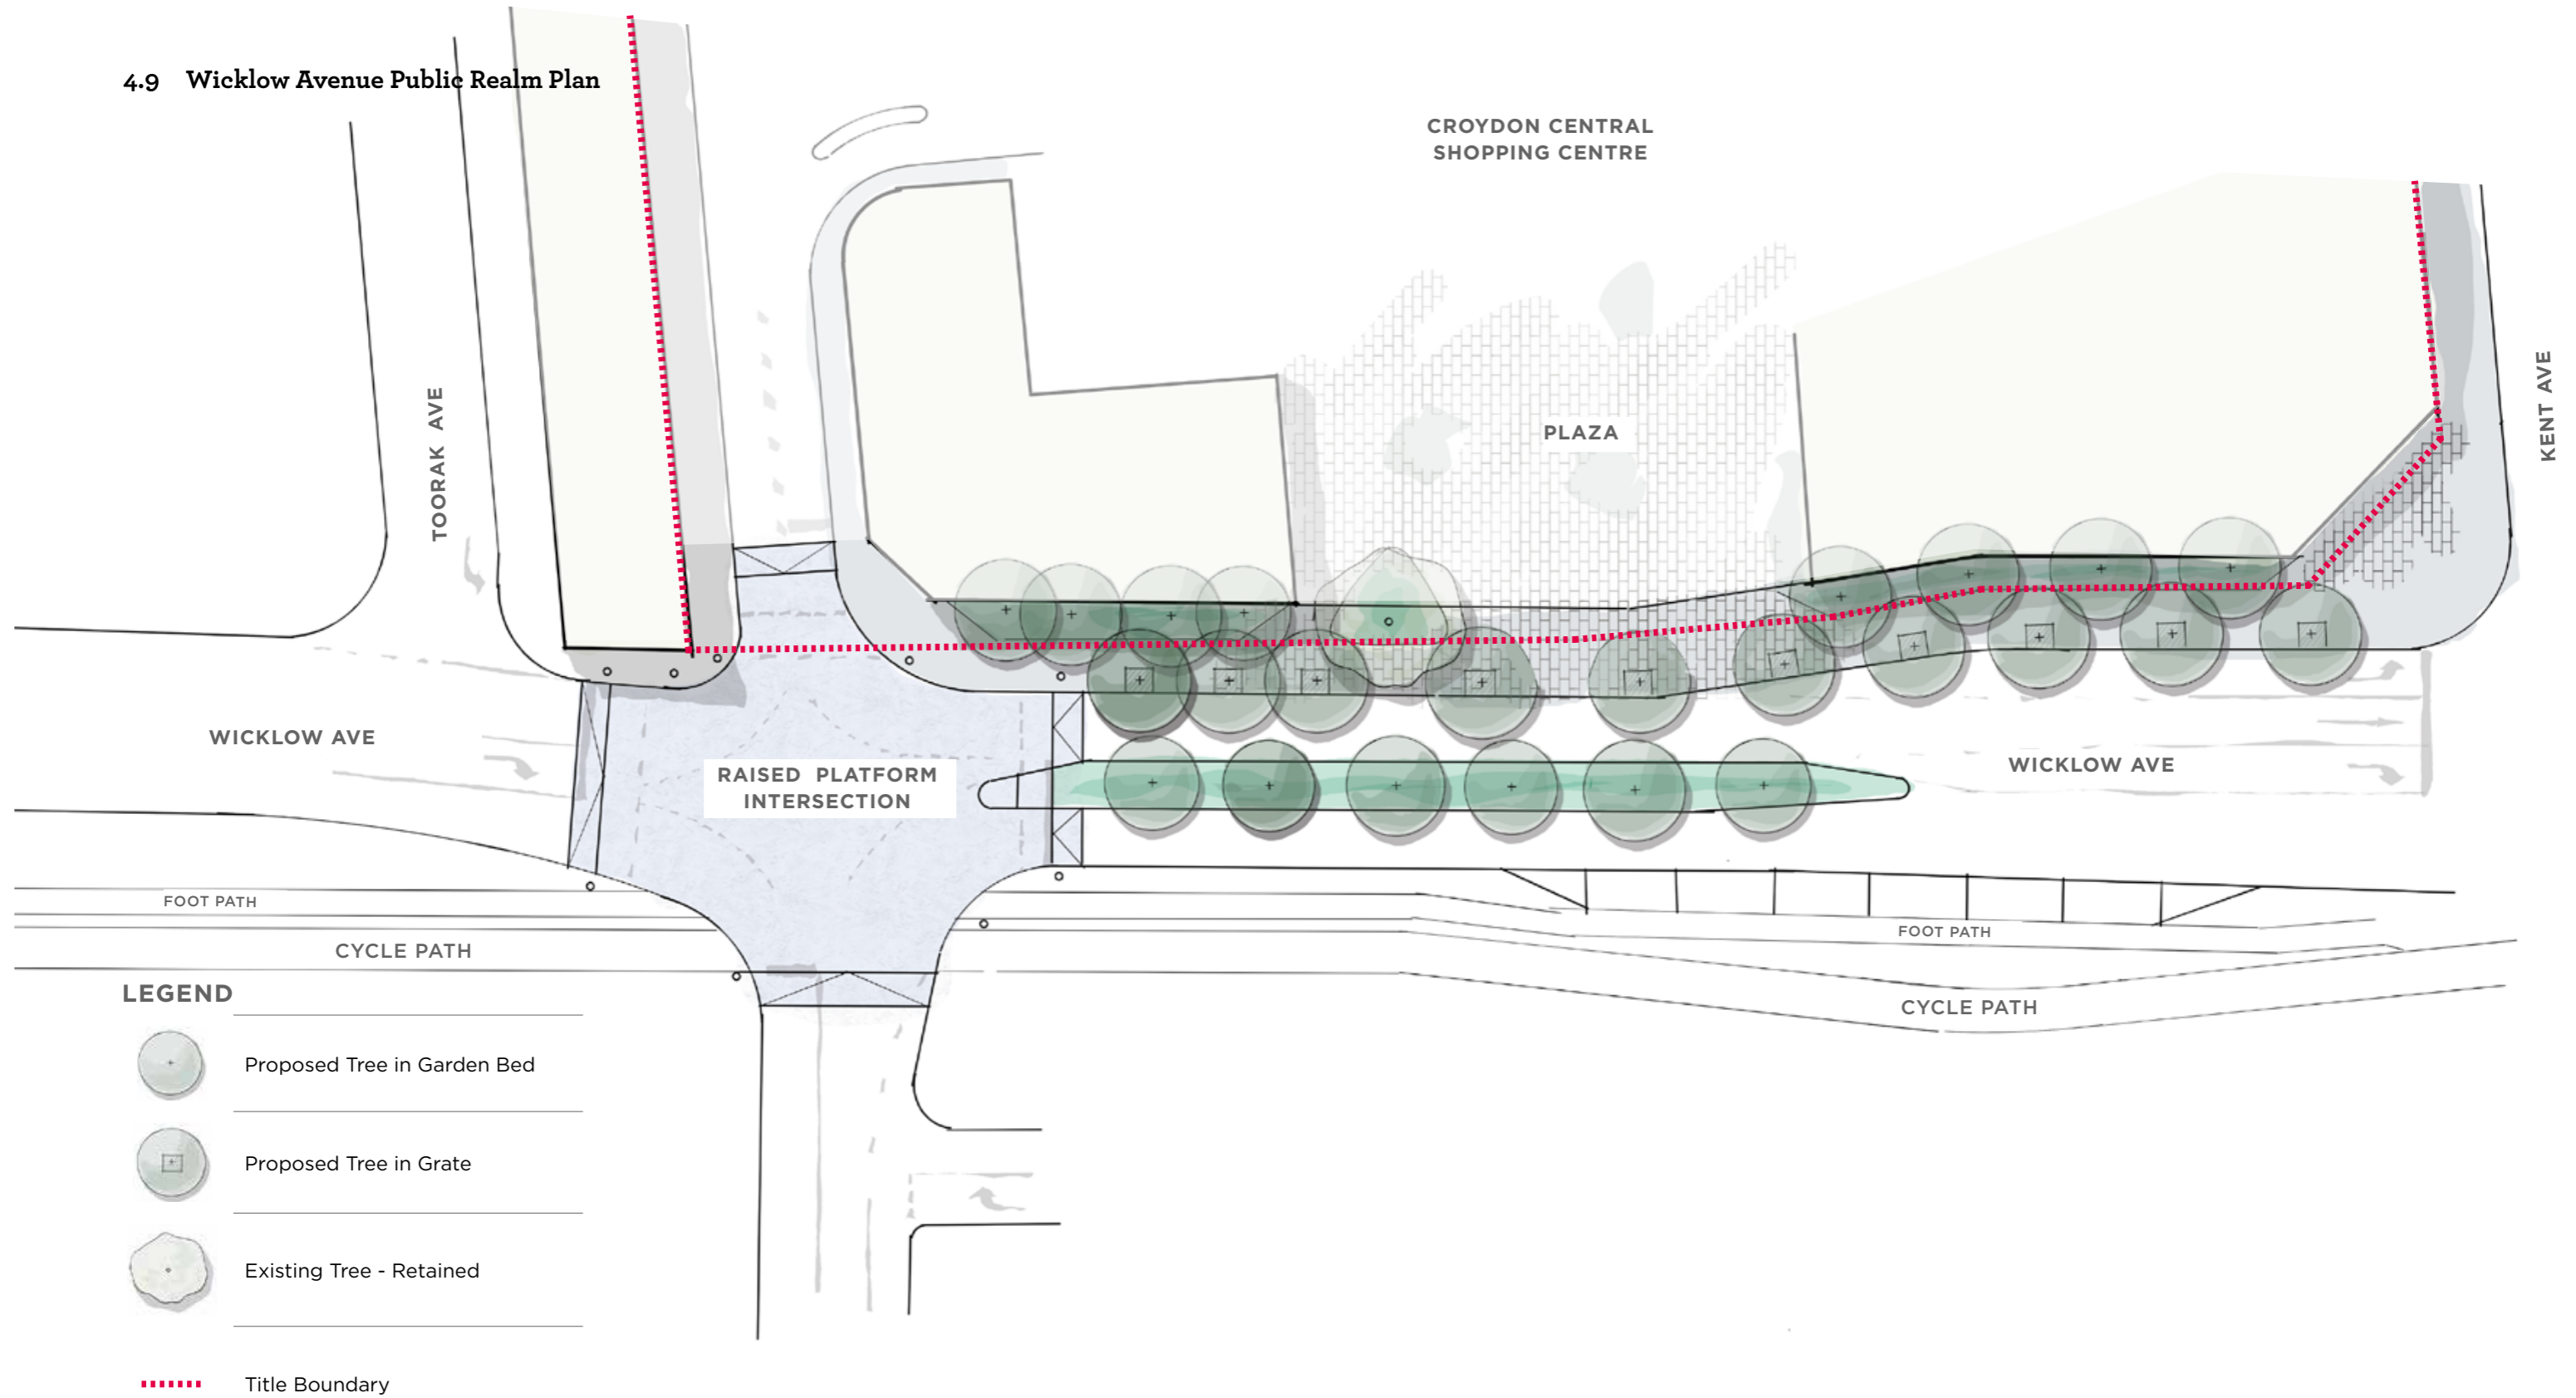 4.9 Wicklow Avenue Public Realm Plan
CROYDON CENTRAL
SHOPPING CENTRE
TOORAK AVE
PLAZA
KENT AVE
WICKLOW AVE
RAISED PLATFORM
INTERSECTION
WICKLOW AVE
FOOT PATH
FOOT PATH
CYCLE PATH
CYCLE PATH
LEGEND
Proposed Tree in Garden Bed
Proposed Tree in Grate
Existing Tree - Retained
Title Boundary